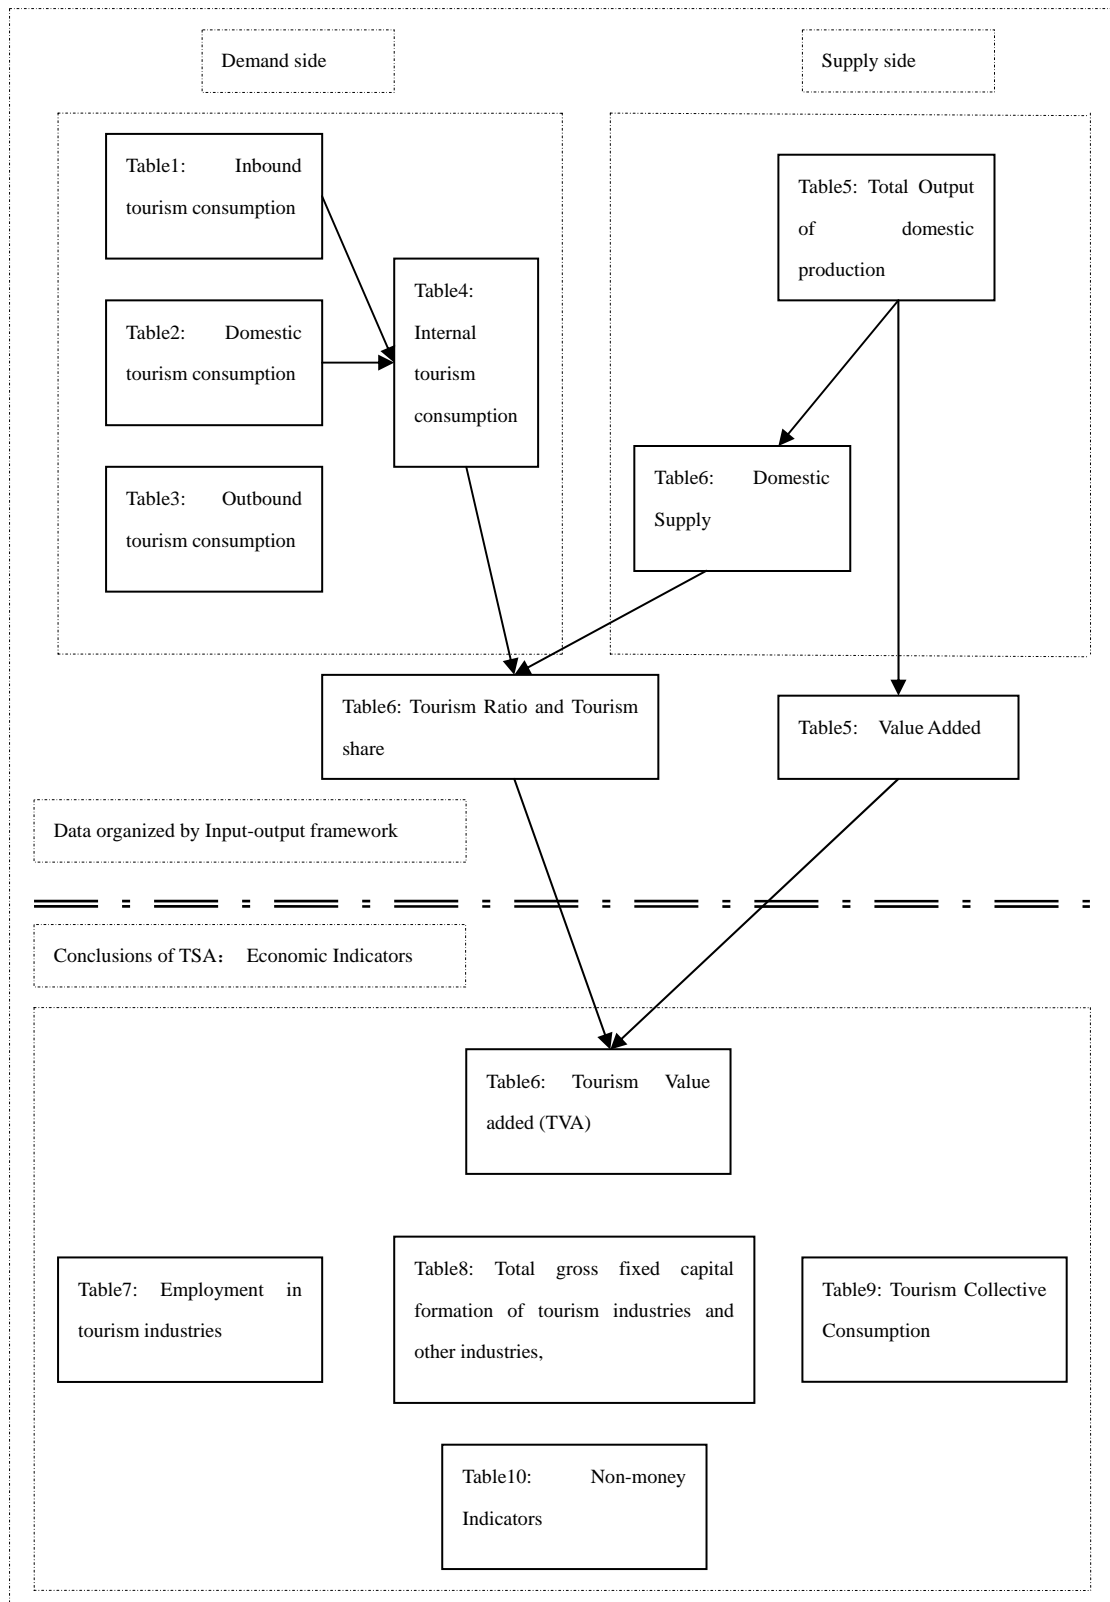 Demand side
Supply side
Table1: Inbound
tourism consumption
Table2: Domestic
tourism consumption
Table3: Outbound
tourism consumption
Table4:
Internal
tourism
consumption
Table5: Total Output
of domestic
production
Table6: Domestic
Supply
Table6: Tourism Ratio and Tourism
share
Table5: Value Added
Data organized by Input-output framework
Conclusions of TSA： Economic Indicators
Table6: Tourism Value
added (TVA)
Table7: Employment in
tourism industries
Table8: Total gross fixed capital
formation of tourism industries and
other industries,
Table9: Tourism Collective
Consumption
Table10: Non-money
Indicators